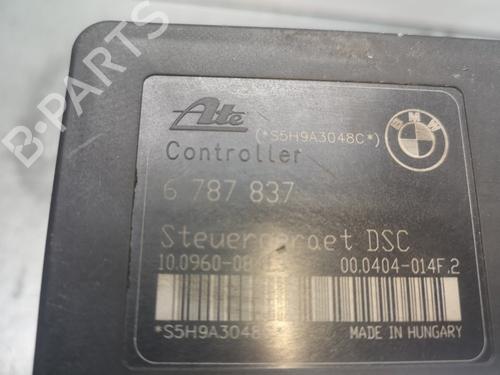 B-PARTS
Ate
(*S5H9A3048C*)
BMW
Controller
6 787 837
Steuergeraet DSC
00.0404-014F.2
MADE IN HUNGARY